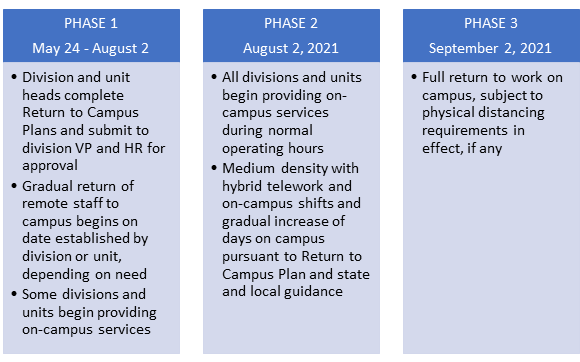 PHASE 1
May 24 - August 2
• Division and unit
heads complete
Return to Campus
Plans and submit to
division VP and HR for
approval
• Gradual return of
remote staff to
campus begins on
date established by
division or unit,
depending on need
• Some divisions and
units begin providing
on-campus services
PHASE 2
August 2, 2021
• All divisions and units
begin providing on-
campus services
during normal
operating hours
• Medium density with
hybrid telework and
on-campus shifts and
gradual increase of
days on campus
pursuant to Return to
Campus Plan and state
and local guidance
PHASE 3
September 2, 2021
• Full return to work on
campus, subject to
physical distancing
requirements in
effect, if any